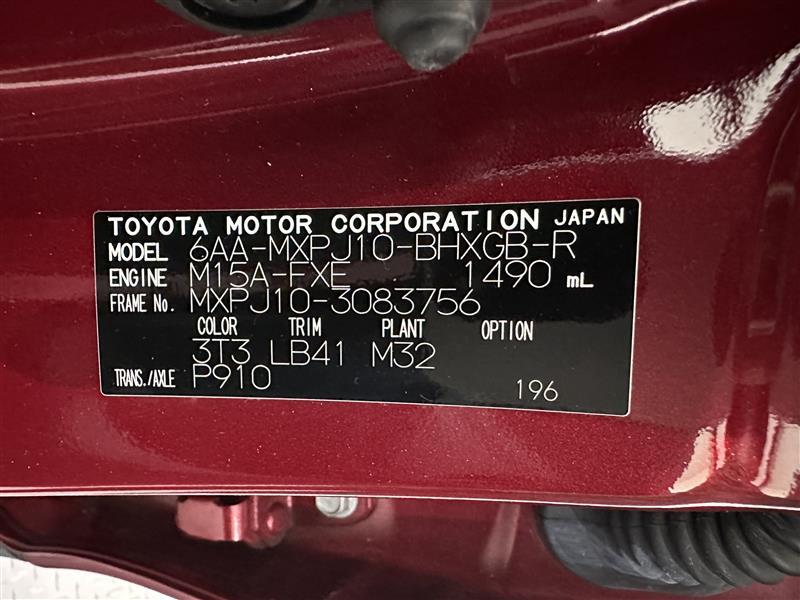 TOYOTA MOTOR CORPORATION JAPAN
MODEL 6AA-MXPJ10-BHXGB-R
ENGINE M15A-FXE 1490 mL
FRAME No. MXPJ10-3083756
COLOR TRIM PLANT OPTION
3T3 LB41 M32
TRANS./AXLE P910 196